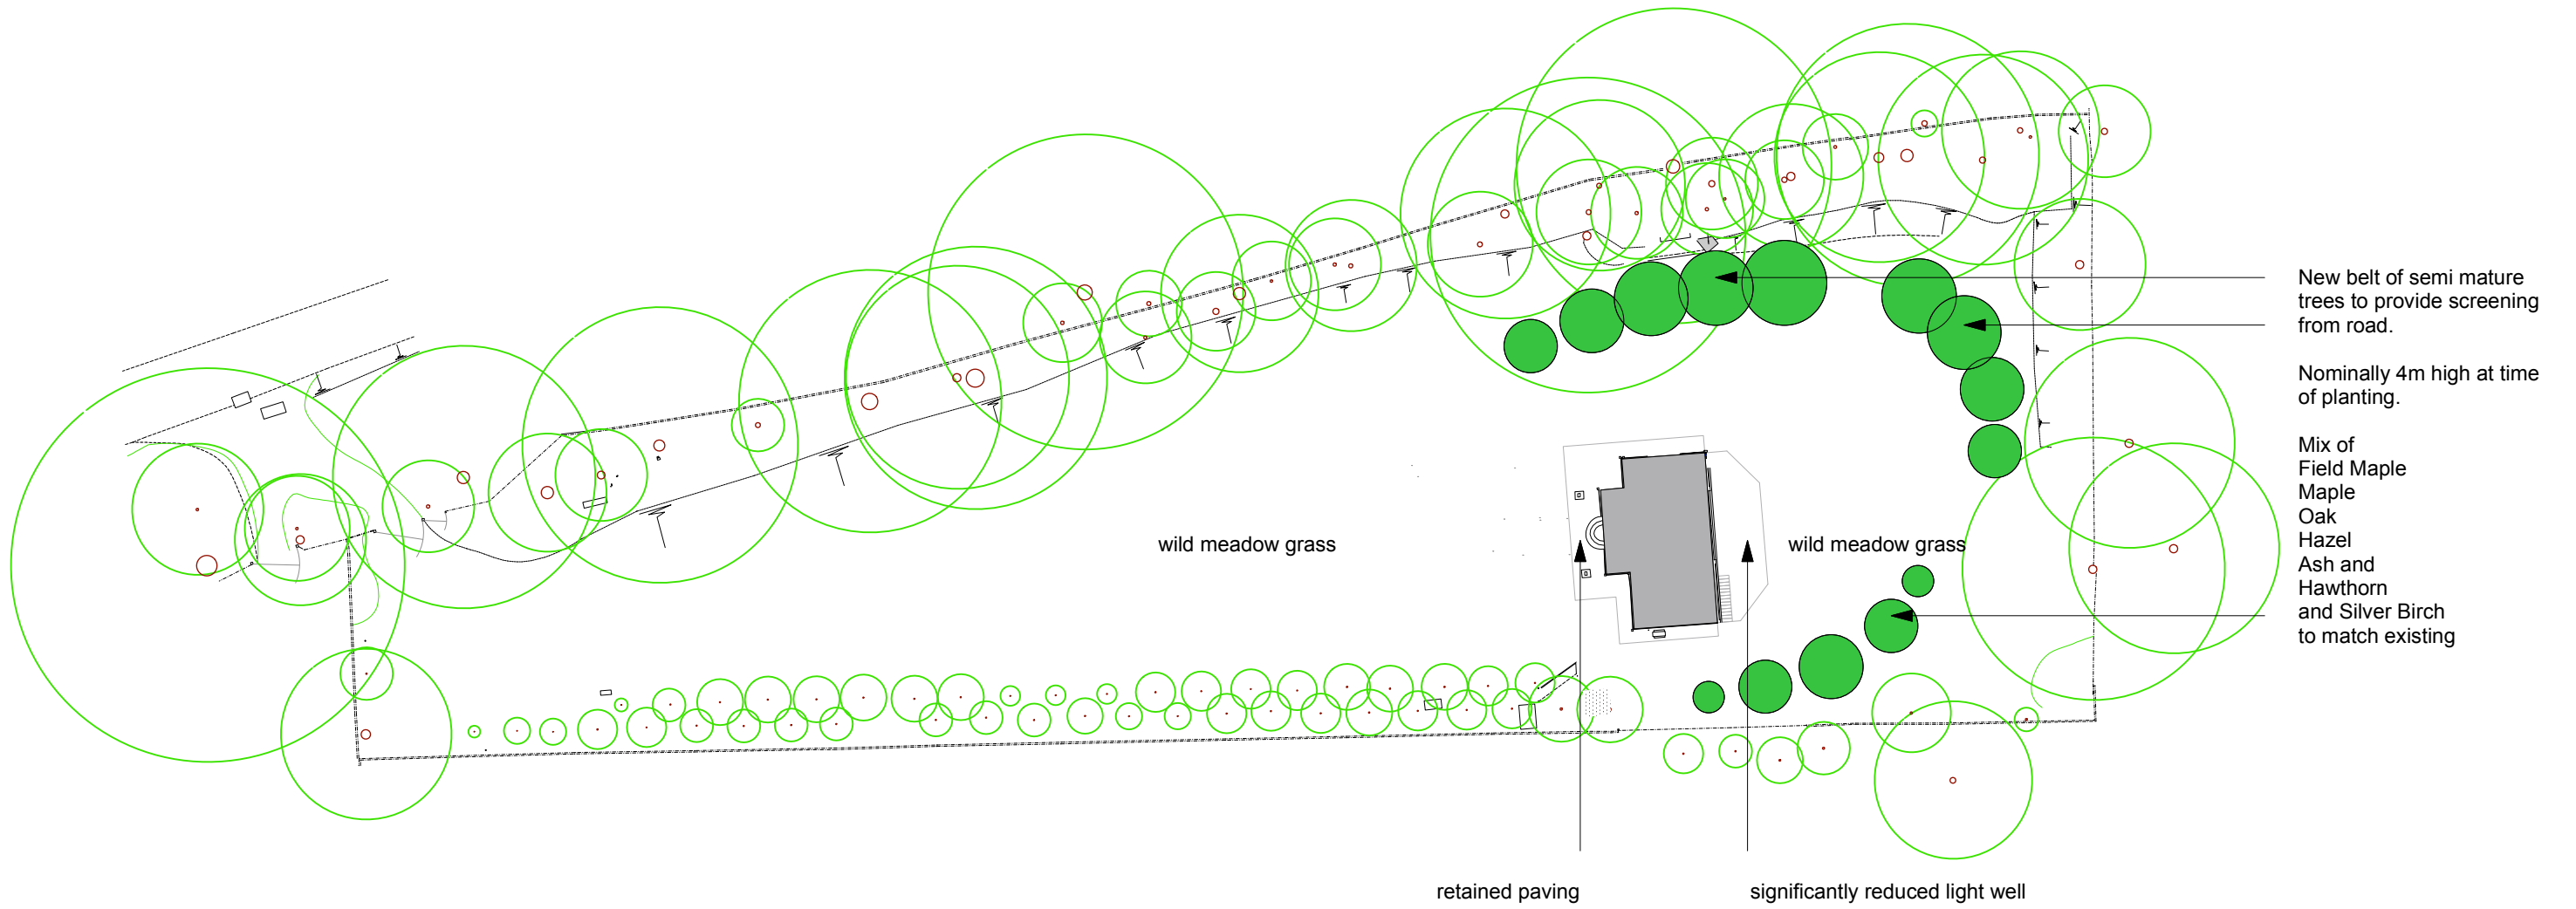 New belt of semi mature
trees to provide screening
from road.
Nominally 4m high at time
of planting.
Mix of
Field Maple
Maple
Oak
Hazel
Ash and
Hawthorn
and Silver Birch
to match existing
wild meadow grass
wild meadow grass
retained paving
significantly reduced light well